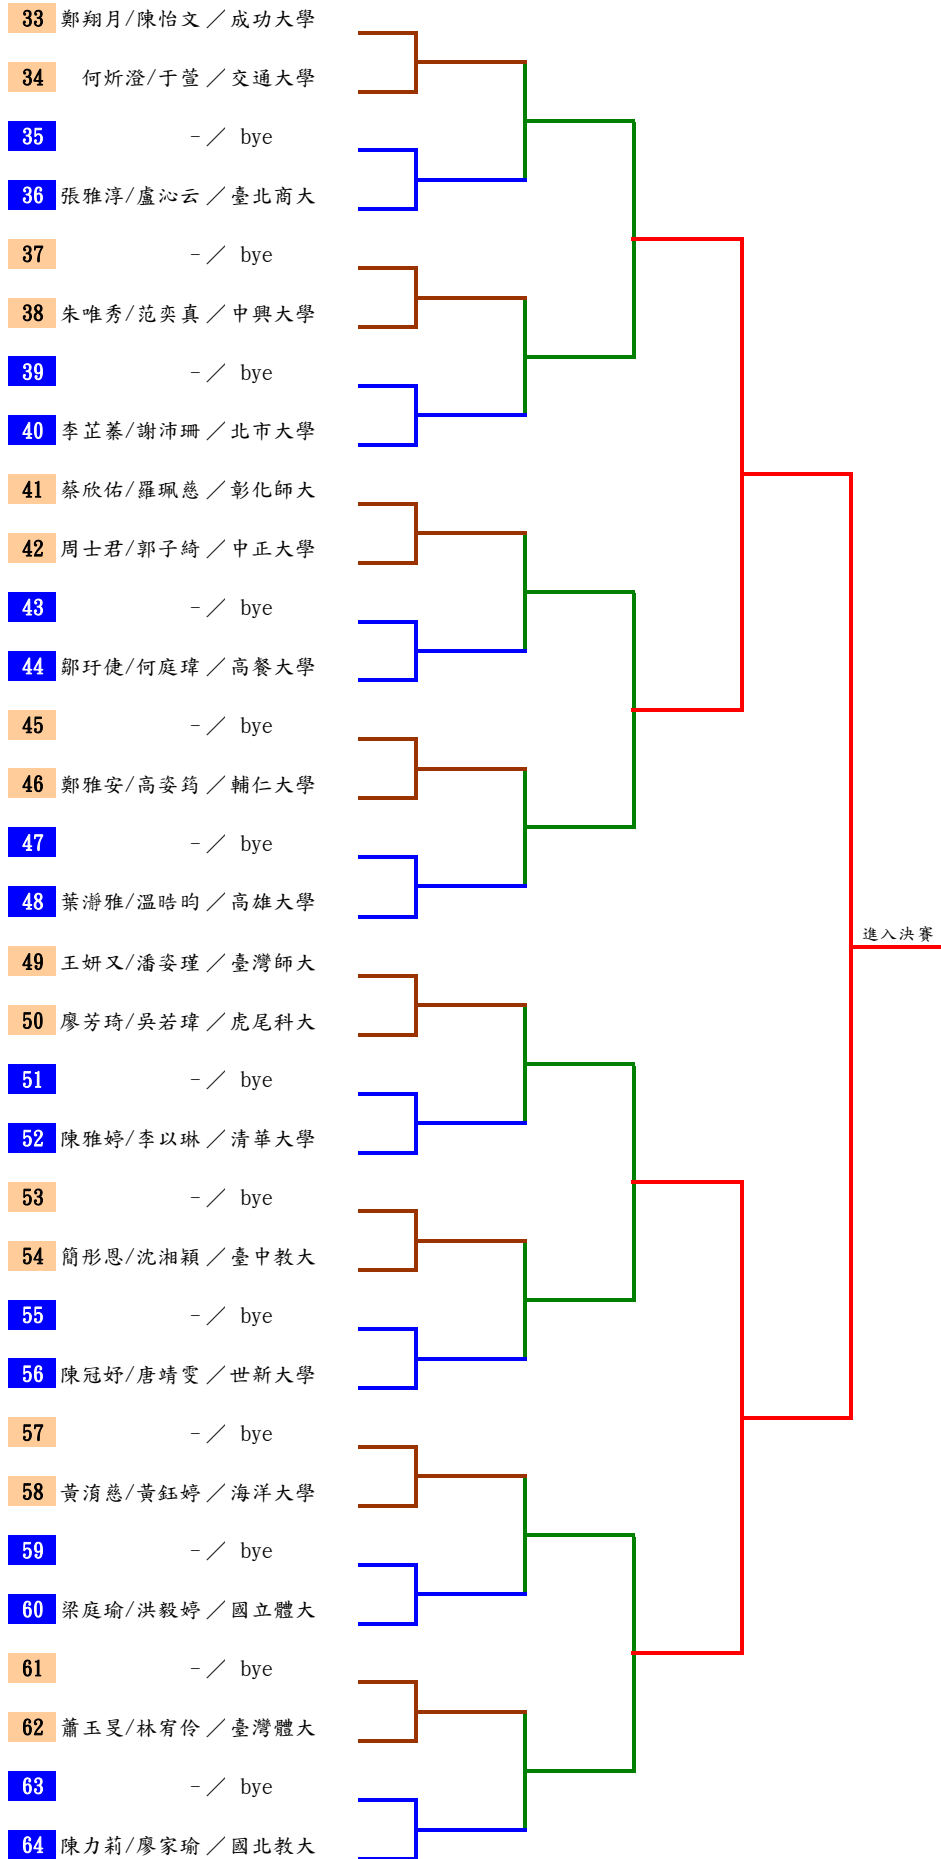 33 鄭翔月/陳怡文／成功大學
34 何炘澄/于萱／交通大學
35 -／ bye
36 張雅淳/盧沁云／臺北商大
37 -／ bye
38 朱唯秀/范奕真／中興大學
39 -／ bye
40 李芷蓁/謝沛珊／北市大學
41 蔡欣佑/羅珮慈／彰化師大
42 周士君/郭子綺／中正大學
43 -／ bye
44 鄒玗倢/何庭瑋／高餐大學
45 -／ bye
46 鄭雅安/高姿筠／輔仁大學
47 -／ bye
48 葉瀞雅/溫晧昀／高雄大學
進入決賽
49 王妍又/潘姿瑾／臺灣師大
50 廖芳琦/吳若瑋／虎尾科大
51 -／ bye
52 陳雅婷/李以琳／清華大學
53 -／ bye
54 簡彤恩/沈湘穎／臺中教大
55 -／ bye
56 陳冠妤/唐靖雯／世新大學
57 -／ bye
58 黃淯慈/黃鈺婷／海洋大學
59 -／ bye
60 梁庭瑜/洪毅婷／國立體大
61 -／ bye
62 蕭玉旻/林宥伶／臺灣體大
63 -／ bye
64 陳力莉/廖家瑜／國北教大